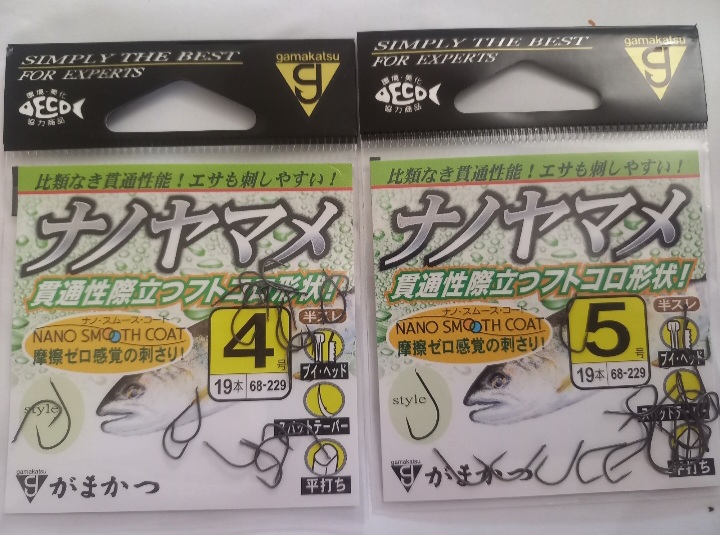 SIMPLY THE BEST
FOR EXPERTS
gamakatsu
環境・美化
ECO
協力商品
比類なき貫通性能!エサも刺しやすい!
ナノヤマメ
貫通性際立つフトコロ形状!
半スレ
ナノ・スムース・コート
NANO SMOOTH COAT
摩擦ゼロ感覚の刺さり!
4号
19本 68-229
ブイ・ヘッド
style
スパットテーパー
平打ち
gamakatsu
がまかつ
SIMPLY THE BEST
FOR EXPERTS
gamakatsu
環境・美化
ECO
協力商品
比類なき貫通性能!エサも刺しやすい!
ナノヤマメ
貫通性際立つフトコロ形状!
半スレ
ナノ・スムース・コート
NANO SMOOTH COAT
摩擦ゼロ感覚の刺さり!
5号
19本 68-229
ブイ・ヘッド
style
平打ち
gamakatsu
がまかつ